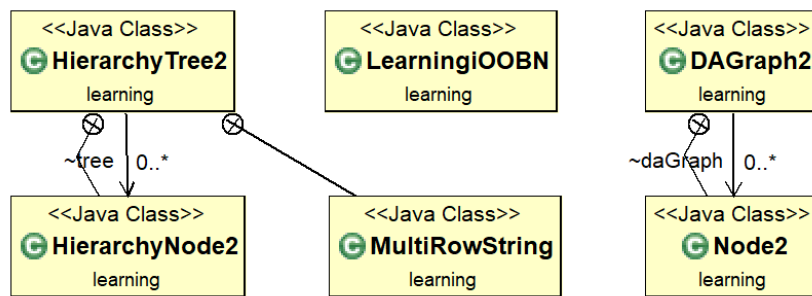 <<Java Class>>
HierarchyTree2
learning
<<Java Class>>
LearningiOOBN
learning
<<Java Class>>
DAGraph2
learning
~tree
0..*
~daGraph
0..*
<<Java Class>>
HierarchyNode2
learning
<<Java Class>>
MultiRowString
learning
<<Java Class>>
Node2
learning